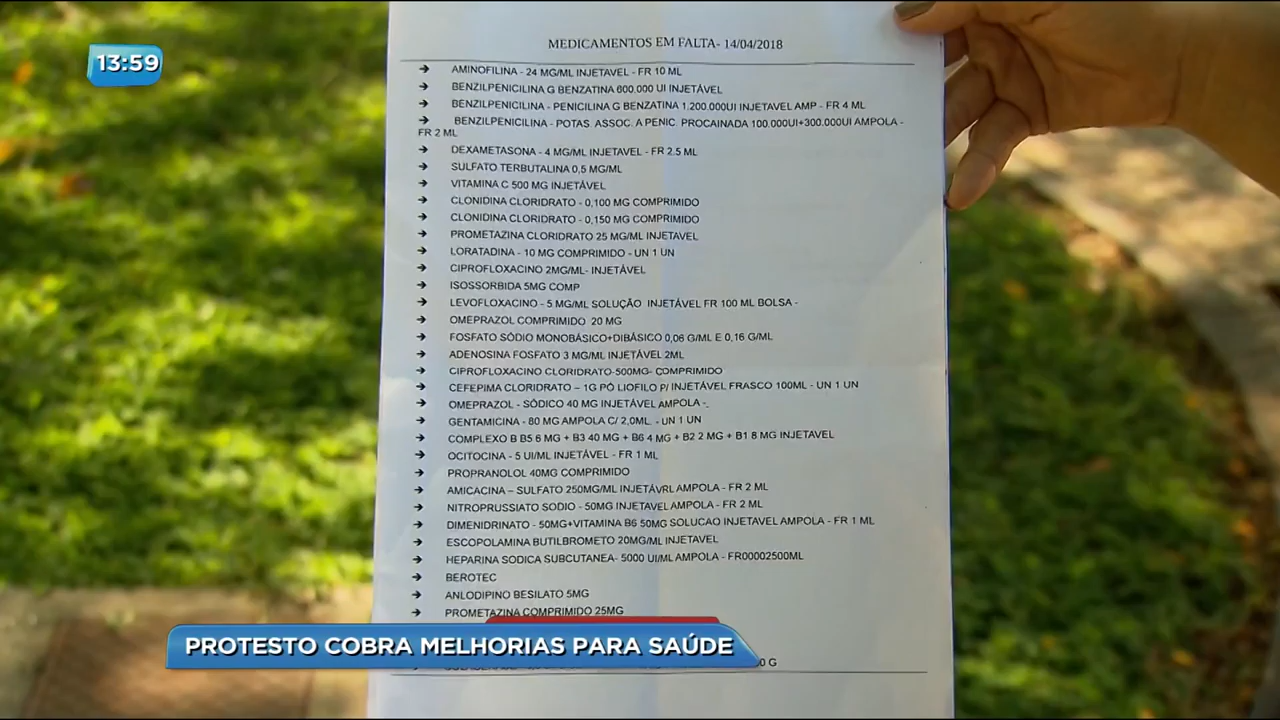 13:59
MEDICAMENTOS EM FALTA- 14/04/2018
AMINOFILINA - 24 MG/ML INJETAVEL - FR 10 ML
BENZILPENICILINA G BENZATINA 600.000 UI INJETÁVEL
BENZILPENICILINA - PENICILINA G BENZATINA 1.200.000UI INJETAVEL AMP - FR 4 ML
BENZILPENICILINA - POTAS. ASSOC. A PENIC. PROCAINADA 100.000UI+300.000UI AMPOLA -
FR 2 ML
DEXAMETASONA - 4 MG/ML INJETAVEL - FR 2.5 ML
SULFATO TERBUTALINA 0,5 MG/ML
VITAMINA C 500 MG INJETÁVEL
CLONIDINA CLORIDRATO - 0,100 MG COMPRIMIDO
CLONIDINA CLORIDRATO - 0,150 MG COMPRIMIDO
PROMETAZINA CLORIDRATO 25 MG/ML INJETAVEL
LORATADINA - 10 MG COMPRIMIDO - UN 1 UN
CIPROFLOXACINO 2MG/ML- INJETÁVEL
ISOSSORBIDA 5MG COMP
LEVOFLOXACINO - 5 MG/ML SOLUÇÃO INJETÁVEL FR 100 ML BOLSA -
OMEPRAZOL COMPRIMIDO 20 MG
FOSFATO SÓDIO MONOBÁSICO+DIBÁSICO 0,06 G/ML E 0,16 G/ML
ADENOSINA FOSFATO 3 MG/ML INJETÁVEL 2ML
CIPROFLOXACINO CLORIDRATO-500MG- COMPRIMIDO
CEFEPIMA CLORIDRATO – 1G PÓ LIOFILO P/ INJETÁVEL FRASCO 100ML - UN 1 UN
OMEPRAZOL - SÓDICO 40 MG INJETÁVEL AMPOLA -
GENTAMICINA - 80 MG AMPOLA C/ 2,0ML. - UN 1 UN
COMPLEXO B B5 6 MG + B3 40 MG + B6 4 MG + B2 2 MG + B1 8 MG INJETAVEL
OCITOCINA - 5 UI/ML INJETÁVEL - FR 1 ML
PROPRANOLOL 40MG COMPRIMIDO
AMICACINA – SULFATO 250MG/ML INJETÁVRL AMPOLA - FR 2 ML
NITROPRUSSIATO SODIO - 50MG INJETAVEL AMPOLA - FR 2 ML
DIMENIDRINATO - 50MG+VITAMINA B6 50MG SOLUCAO INJETAVEL AMPOLA - FR 1 ML
ESCOPOLAMINA BUTILBROMETO 20MG/ML INJETAVEL
HEPARINA SODICA SUBCUTANEA- 5000 UI/ML AMPOLA - FR00002500ML
BEROTEC
ANLODIPINO BESILATO 5MG
PROMETAZINA COMPRIMIDO 25MG
PROTESTO COBRA MELHORIAS PARA SAÚDE
0 G